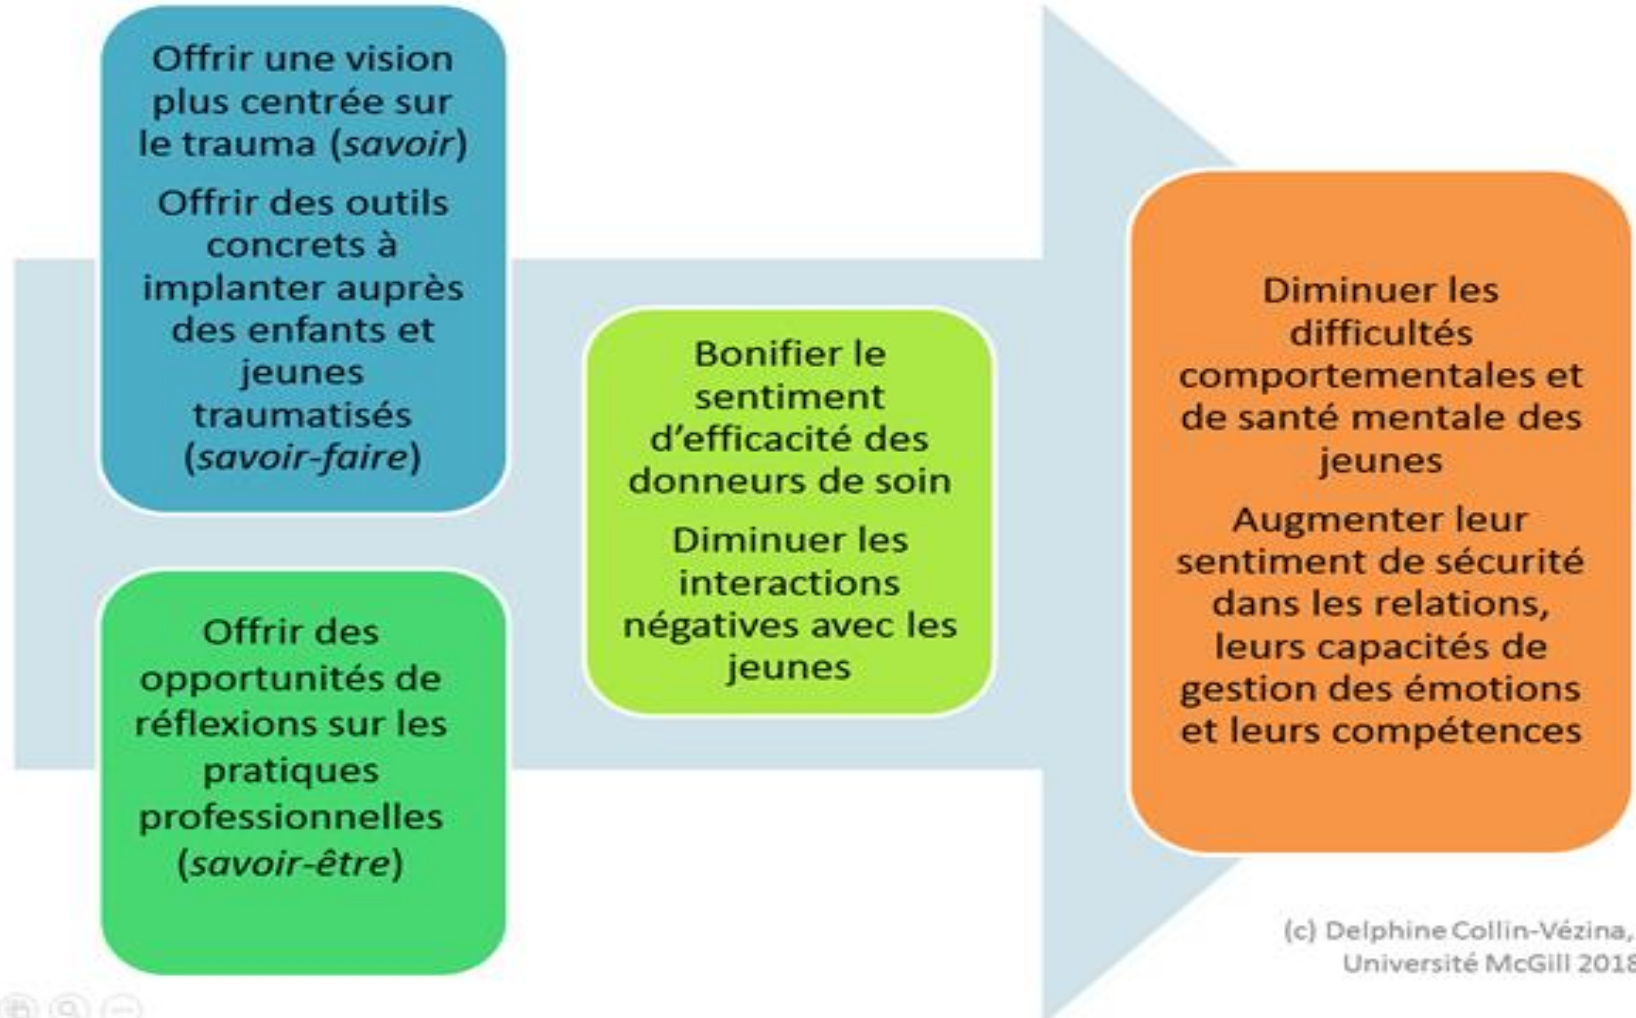 Offrir une vision
plus centrée sur
le trauma (savoir)
Offrir des outils
concrets à
implanter auprès
des enfants et
jeunes
traumatisés
(savoir-faire)
Offrir des
opportunités de
réflexions sur les
pratiques
professionnelles
(savoir-être)
Bonifier le
sentiment
d’efficacité des
donneurs de soin
Diminuer les
interactions
négatives avec les
jeunes
Diminuer les
difficultés
comportementales et
de santé mentale des
jeunes
Augmenter leur
sentiment de sécurité
dans les relations,
leurs capacités de
gestion des émotions
et leurs compétences
(c) Delphine Collin-Vézina,
Université McGill 2018